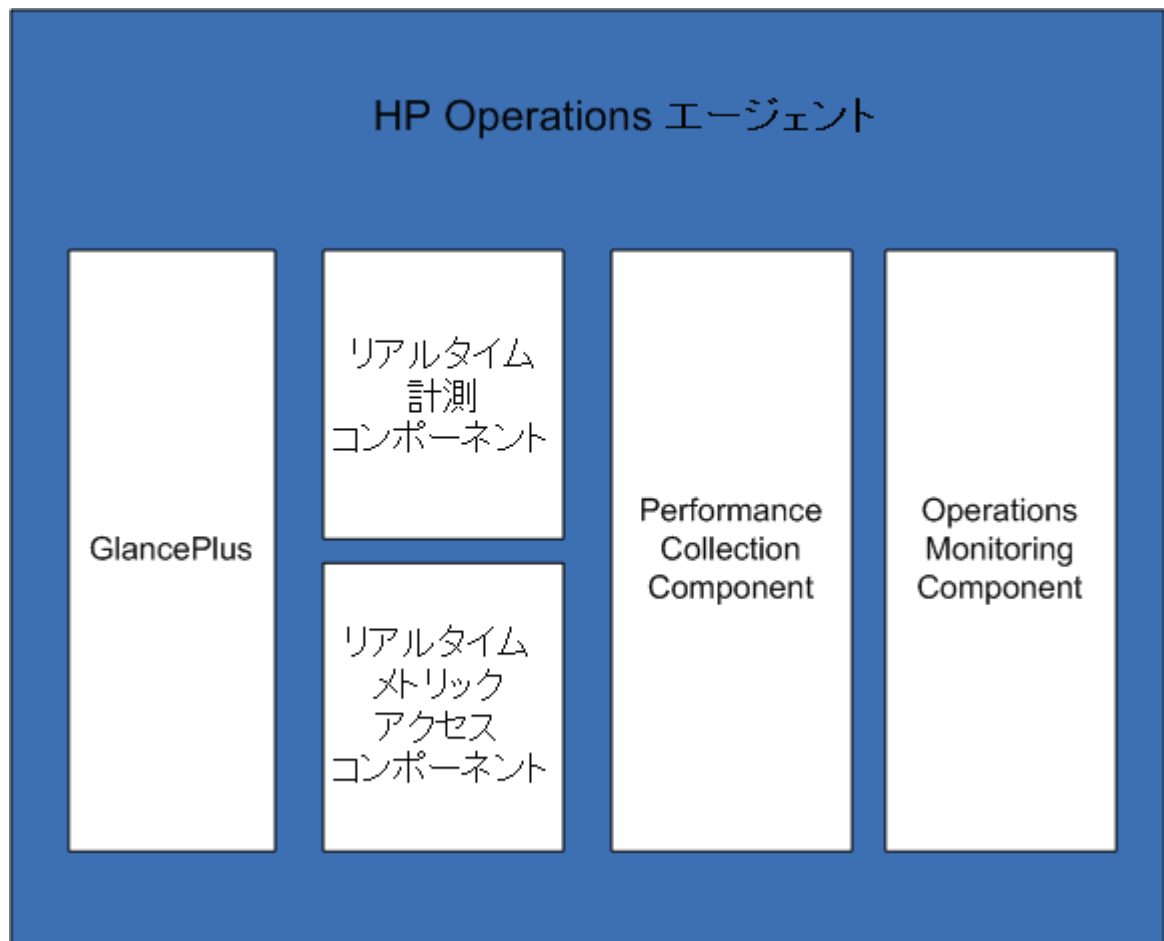 HP Operations エージェント
GlancePlus
リアルタイム
計測
コンポーネント
リアルタイム
メトリック
アクセス
コンポーネント
Performance
Collection
Component
Operations
Monitoring
Component